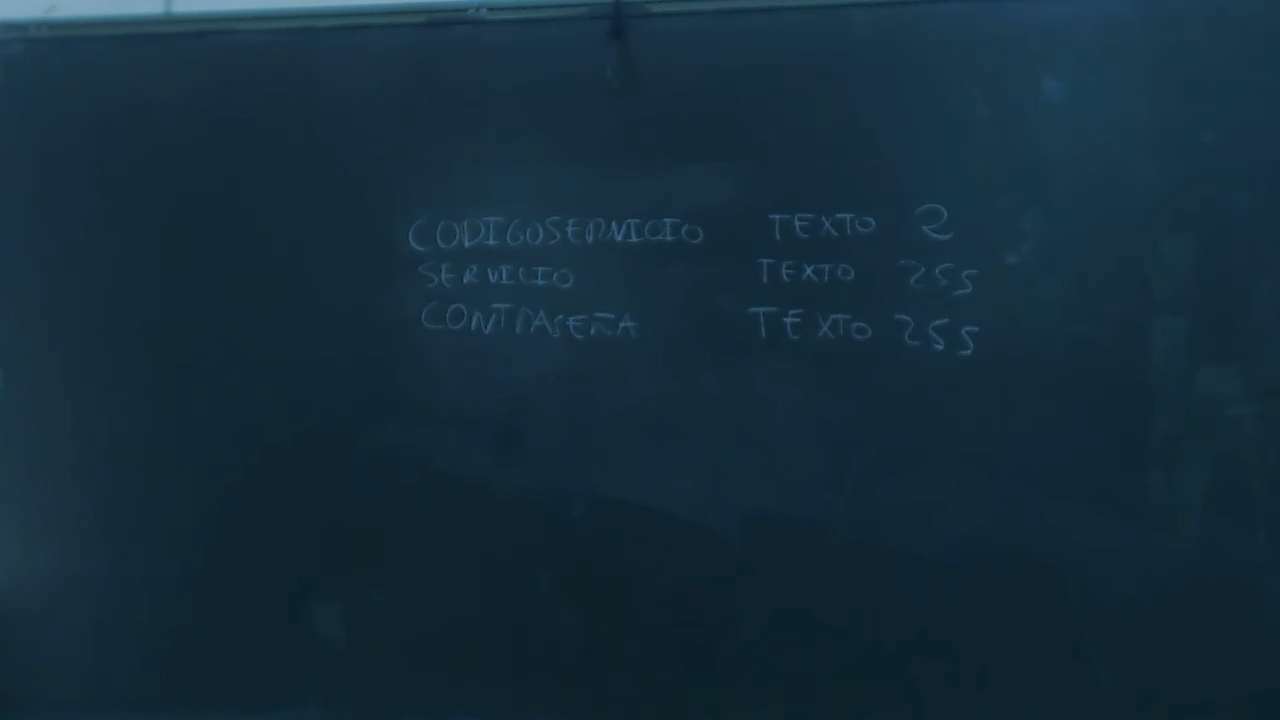 CODIGOSERVICIO TEXTO 2
SERVICIO TEXTO 255
CONTRASEÑA TEXTO 255